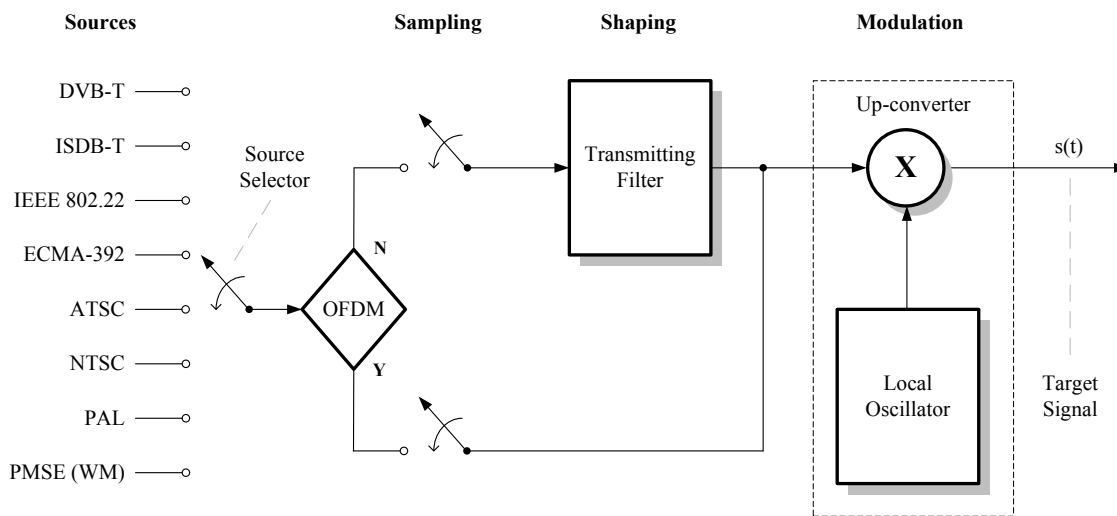 Sources
Sampling
Shaping
Modulation
DVB-T
ISDB-T
IEEE 802.22
ECMA-392
ATSC
NTSC
PAL
PMSE (WM)
Source
Selector
N
OFDM
Y
Transmitting
Filter
Up-converter
X
Local
Oscillator
s(t)
Target
Signal